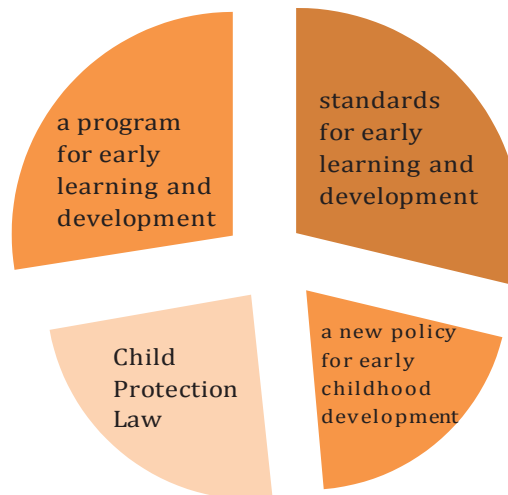 a program
for early
learning and
development
standards
for early
learning and
development
Child
Protection
Law
a new policy
for early
childhood
development